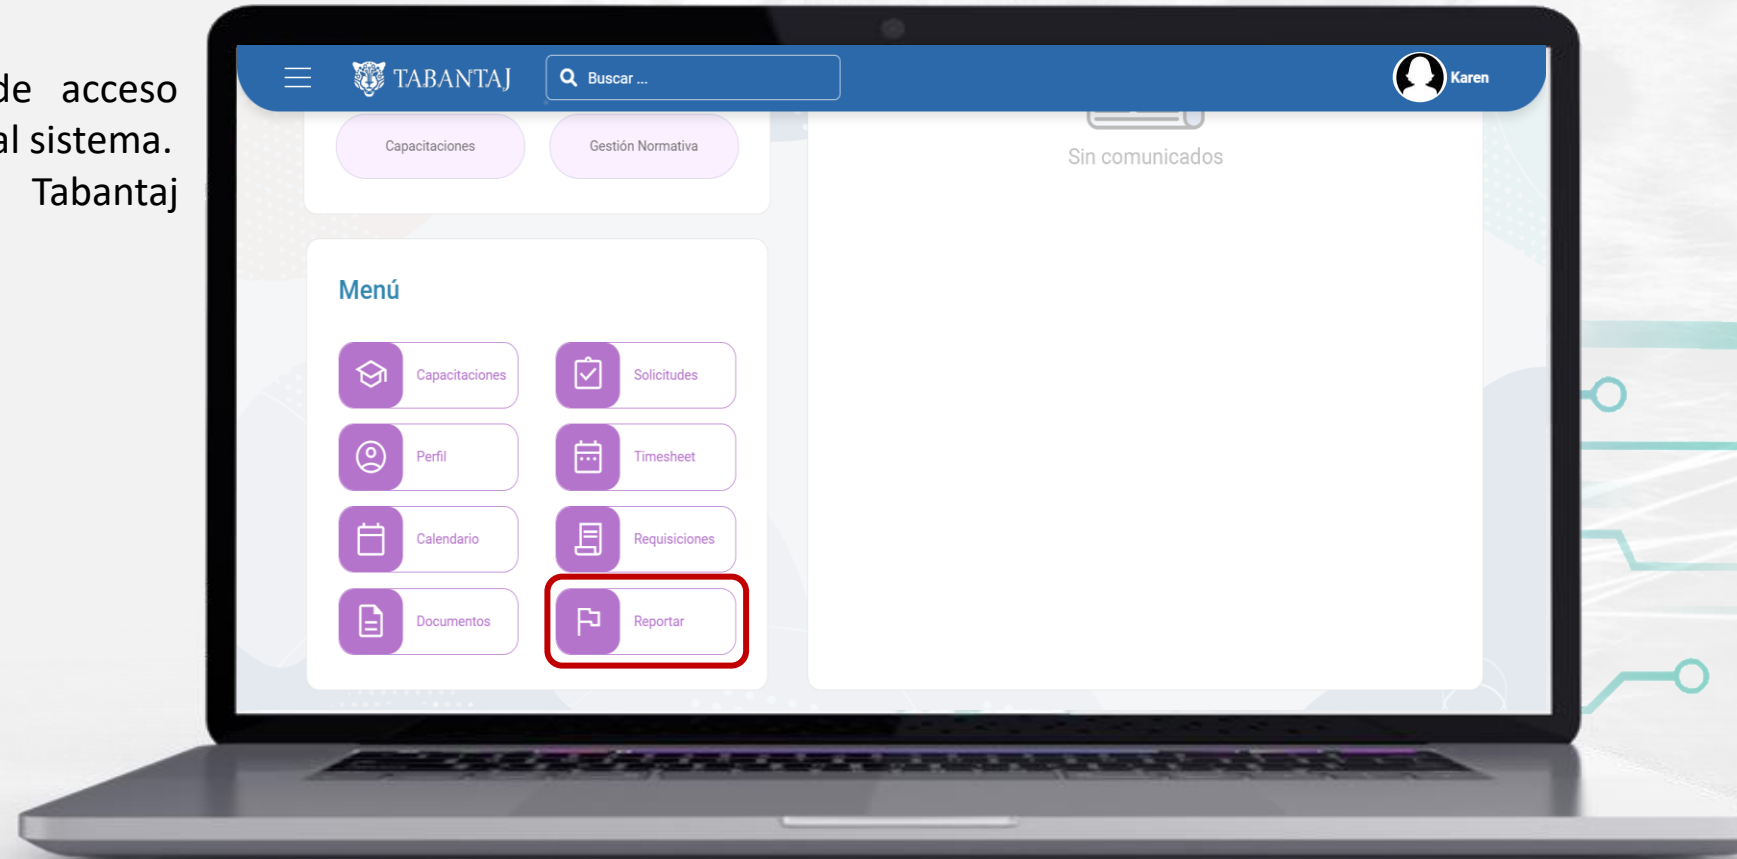 de acceso
al sistema.
Tabantaj
TABANTAJ
Buscar ...
Karen
Capacitaciones
Gestión Normativa
Sin comunicados
Menú
Capacitaciones
Solicitudes
Perfil
Timesheet
Calendario
Requisiciones
Documentos
Reportar